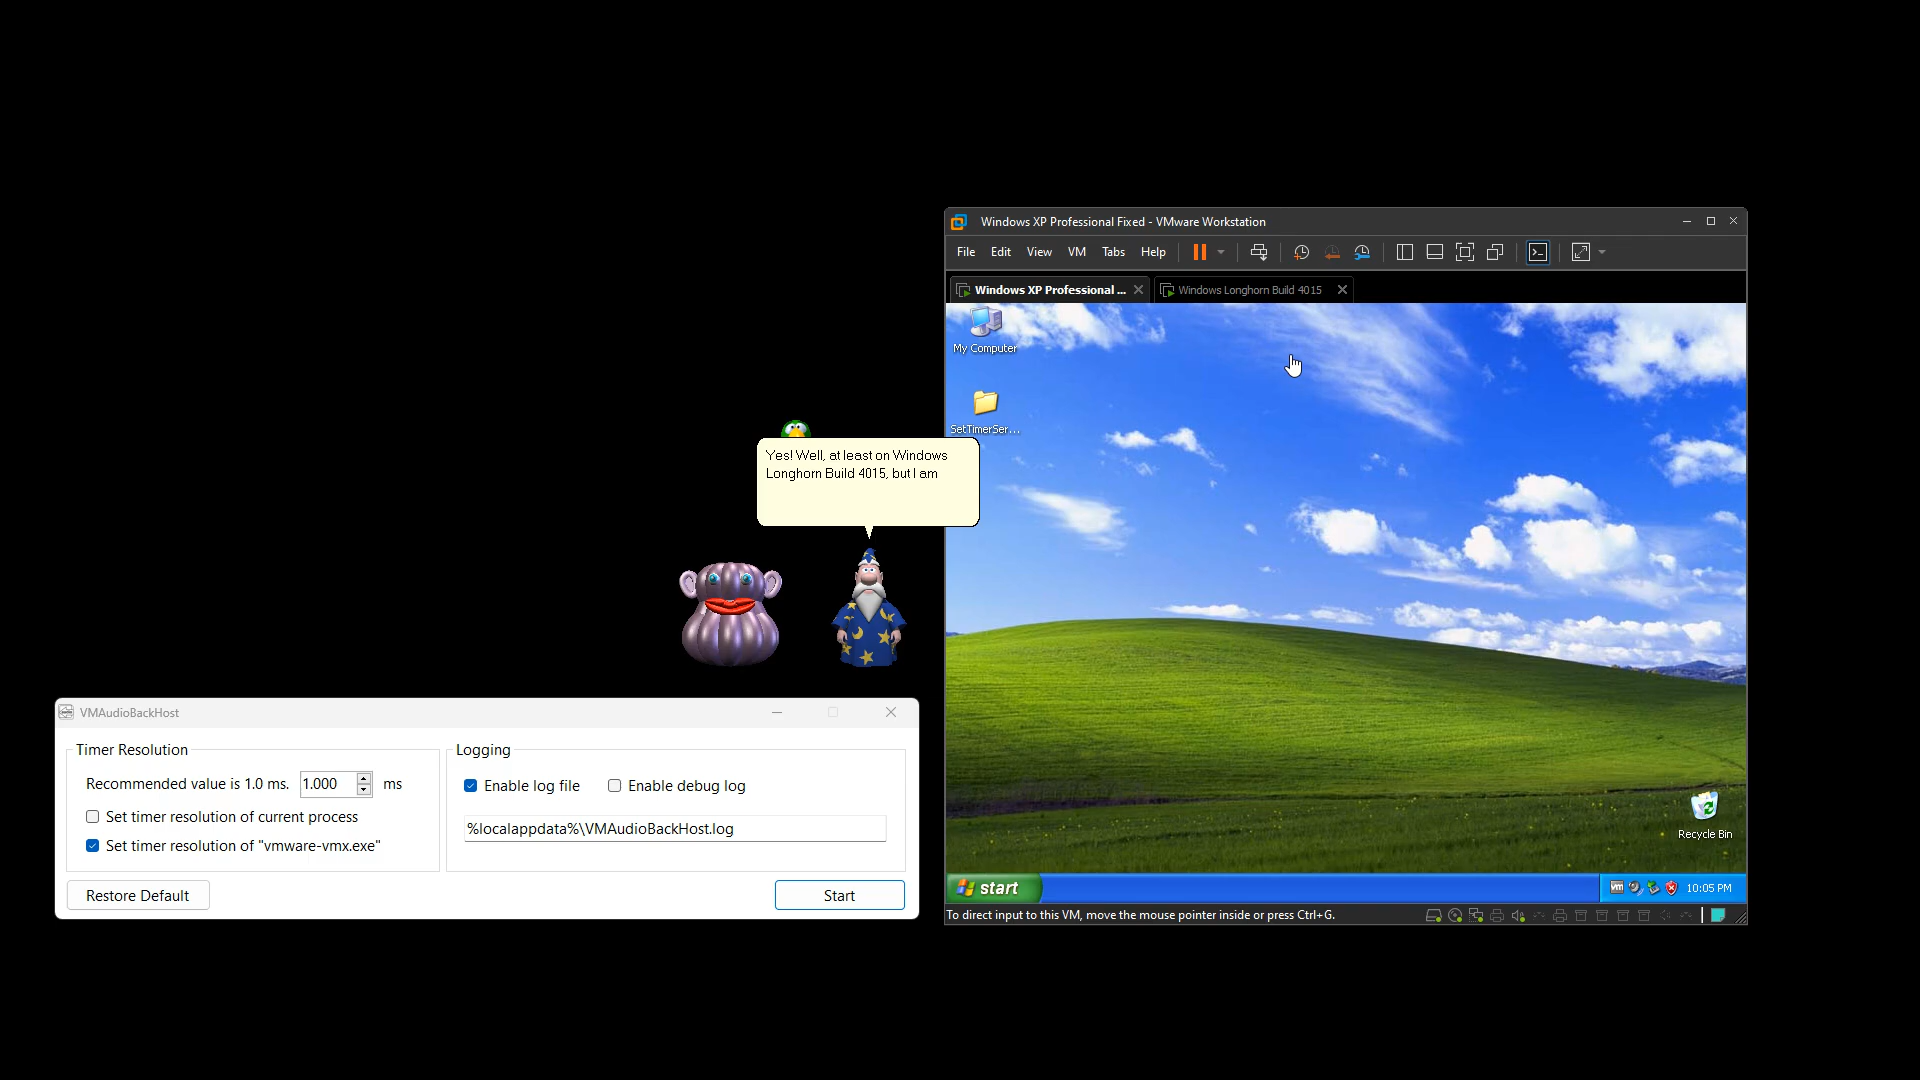 Windows XP Professional Fixed - VMware Workstation
File Edit View VM Tabs Help
Windows XP Professional ...
Windows Longhorn Build 4015
My Computer
SetTimerSer...
Yes! Well, at least on Windows
Longhorn Build 4015, but I am
VMAudioBackHost
Timer Resolution
Recommended value is 1.0 ms. 1.000 ms
Set timer resolution of current process
Set timer resolution of "vmware-vmx.exe"
Restore Default
Logging
Enable log file
Enable debug log
%localappdata%\VMAudioBackHost.log
Start
Recycle Bin
start
vm
10:05 PM
To direct input to this VM, move the mouse pointer inside or press Ctrl+G.